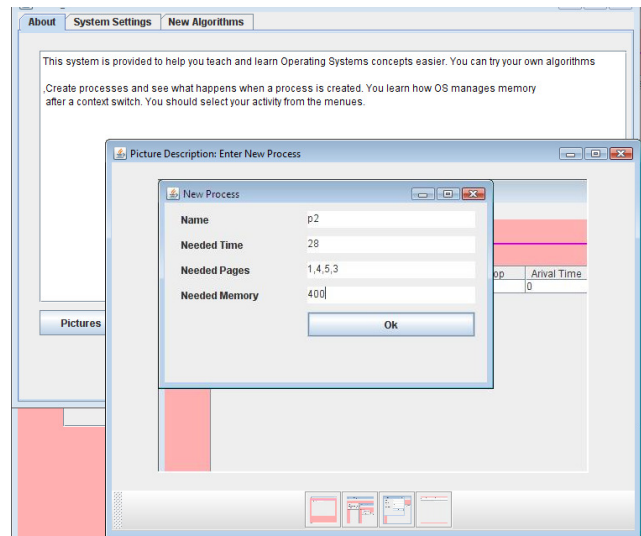 About System Settings New Algorithms
This system is provided to help you teach and learn Operating Systems concepts easier. You can try your own algorithms
,Create processes and see what happens when a process is created. You learn how OS manages memory
after a context switch. You should select your activity from the menues.
Picture Description: Enter New Process
New Process
Name p2
Needed Time 28
Needed Pages 1,4,5,3
Needed Memory 400
Ok
op Arival Time
0
Pictures